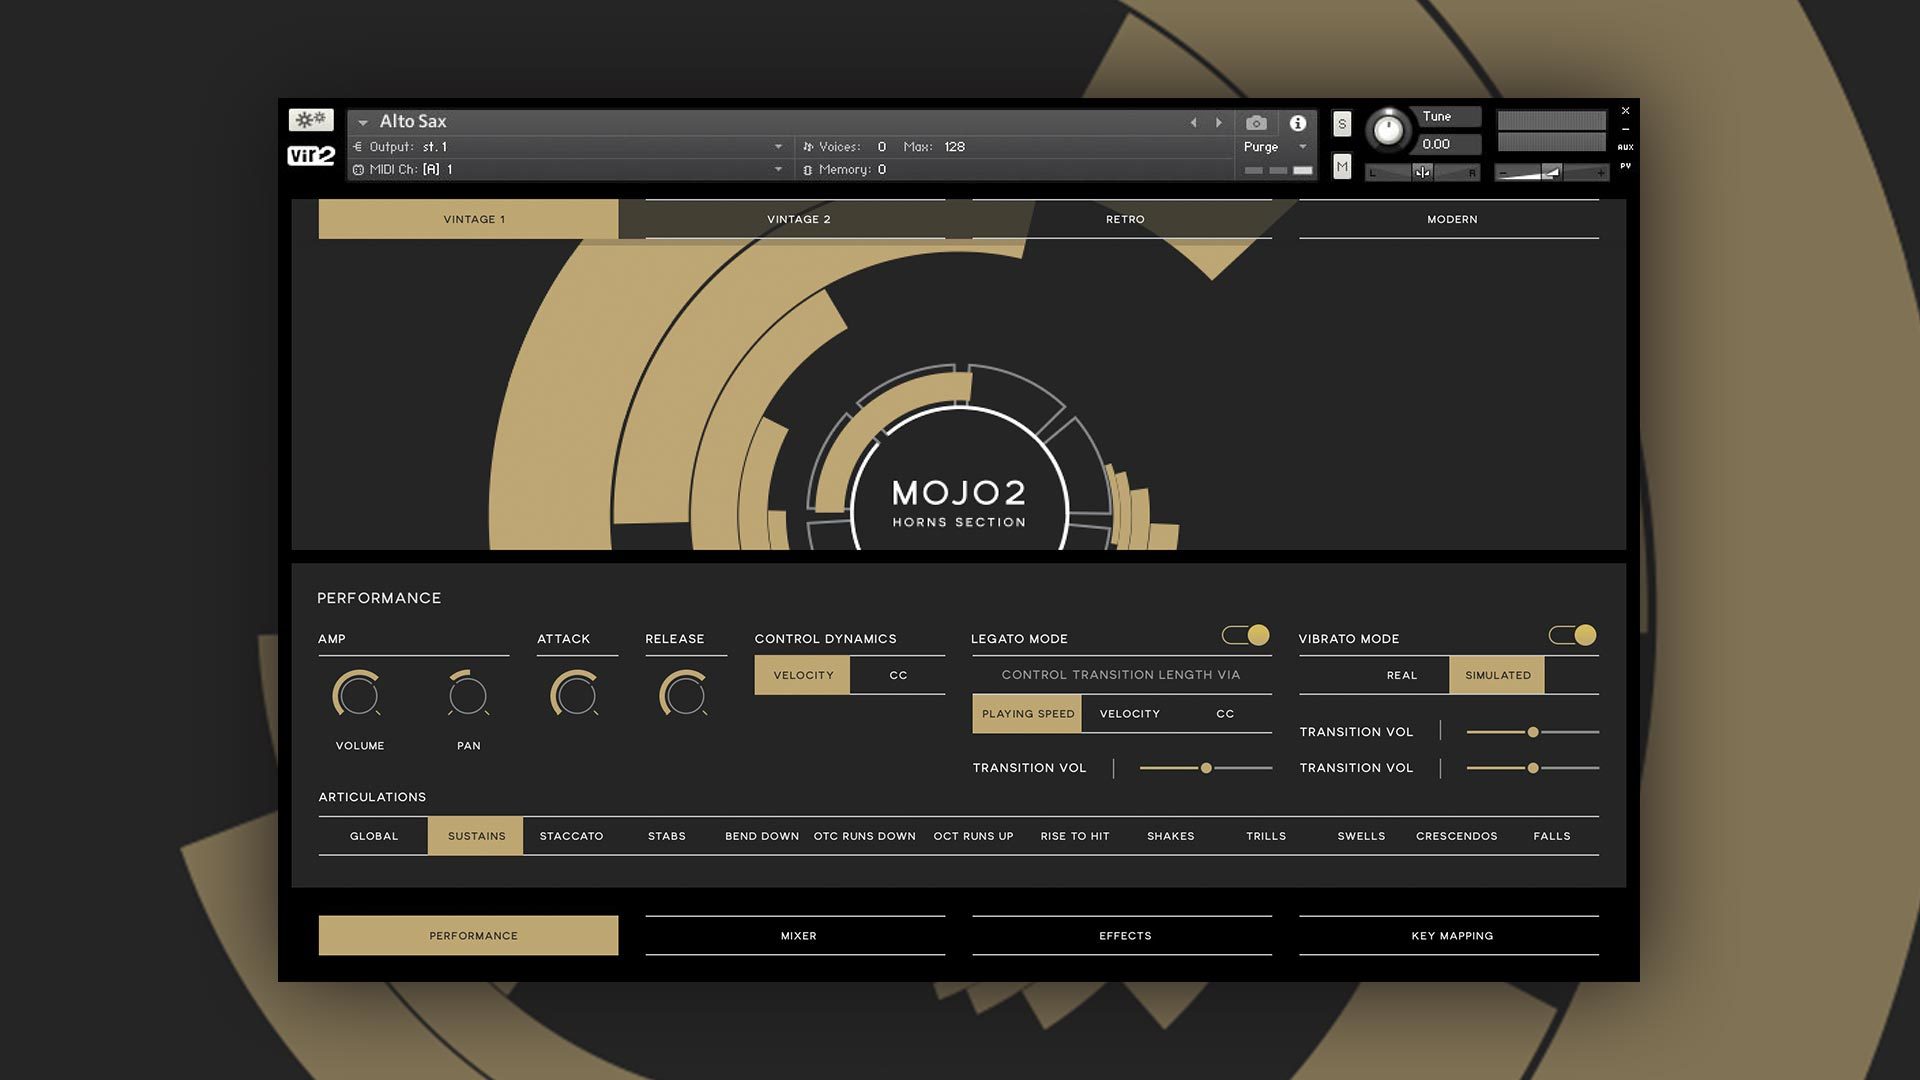 Alto Sax
Output: st. 1
Voices: 0 Max: 128
Purge
MIDI Ch: [A] 1
Memory: 0
vir2
S
M
Tune
0.00
L R
- +
×
−
AUX
PV
VINTAGE 1 VINTAGE 2 RETRO MODERN
MOJO2
HORNS SECTION
PERFORMANCE
AMP ATTACK RELEASE CONTROL DYNAMICS LEGATO MODE VIBRATO MODE
VELOCITY CC CONTROL TRANSITION LENGTH VIA REAL SIMULATED
PLAYING SPEED VELOCITY CC
TRANSITION VOL
VOLUME PAN
TRANSITION VOL TRANSITION VOL
ARTICULATIONS
GLOBAL SUSTAINS STACCATO STABS BEND DOWN OTC RUNS DOWN OCT RUNS UP RISE TO HIT SHAKES TRILLS SWELLS CRESCENDOS FALLS
PERFORMANCE MIXER EFFECTS KEY MAPPING